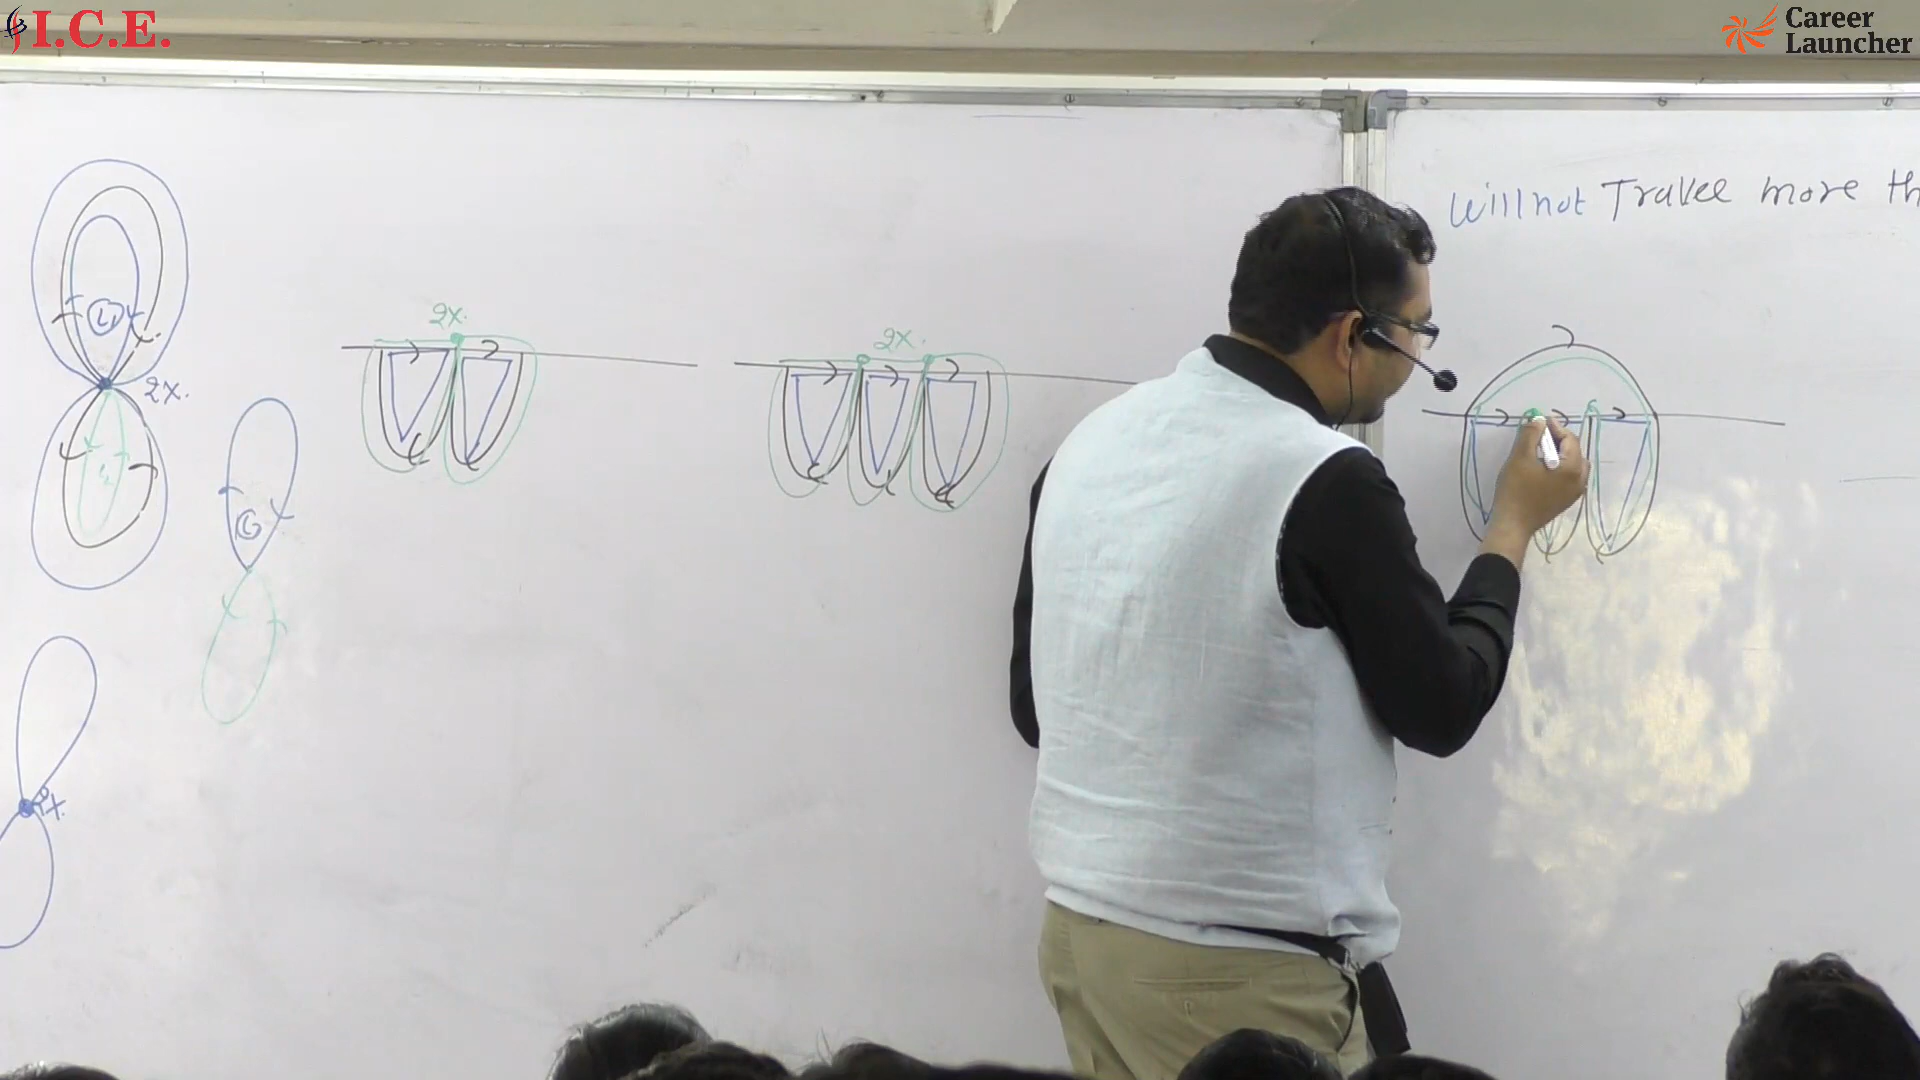 I.C.E.
Career
Launcher
Will not Travel more th
2x.
2x.
2x.
2x.